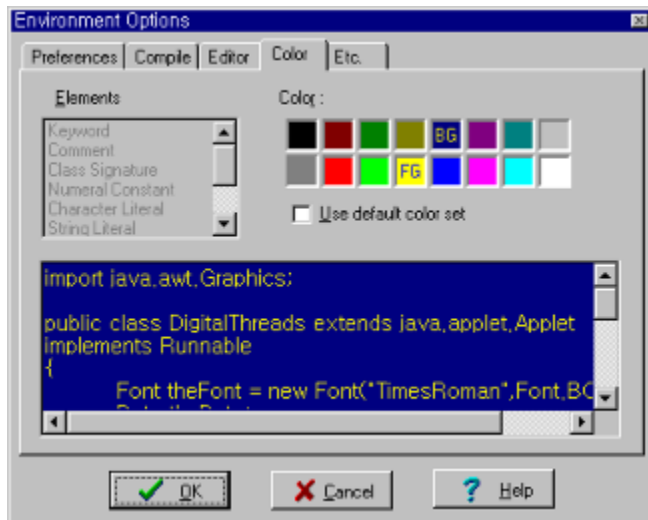 Environment Options
Preferences Compile Editor Color Etc.
Elements
Color :
Keyword
Comment
Class Signature
Numeral Constant
Character Literal
String Literal
BG
FG
Use default color set
import java.awt.Graphics;
public class DigitalThreads extends java.applet.Applet
implements Runnable
{
Font theFont = new Font("TimesRoman",Font.BO
OK Cancel Help